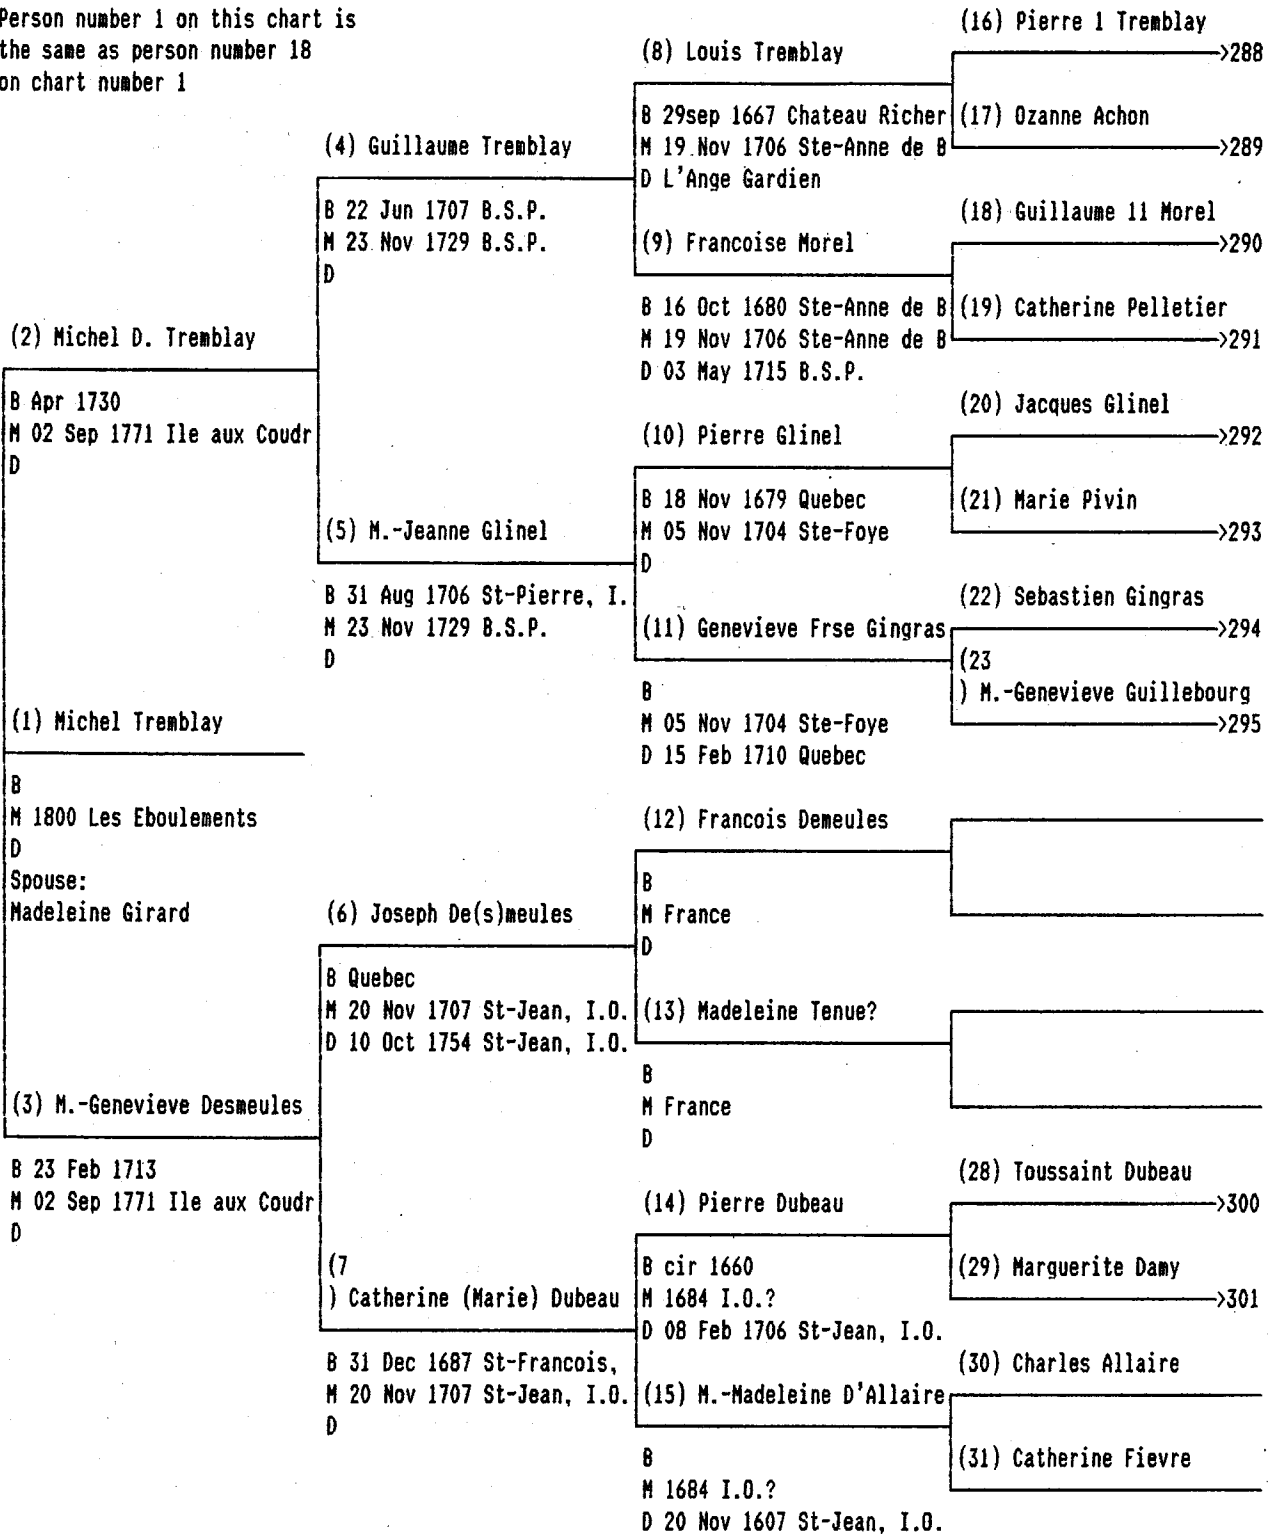 Person number 1 on this chart is
the same as person number 18
on chart number 1
(16) Pierre 1 Tremblay
>288
(8) Louis Tremblay
B 29sep 1667 Chateau Richer
M 19 Nov 1706 Ste-Anne de B
D L'Ange Gardien
(17) Ozanne Achon
>289
(4) Guillaume Tremblay
B 22 Jun 1707 B.S.P.
M 23 Nov 1729 B.S.P.
D
(18) Guillaume 11 Morel
>290
(9) Francoise Morel
B 16 Oct 1680 Ste-Anne de B
M 19 Nov 1706 Ste-Anne de B
D 03 May 1715 B.S.P.
(19) Catherine Pelletier
>291
(2) Michel D. Tremblay
B Apr 1730
M 02 Sep 1771 Ile aux Coudr
D
(20) Jacques Glinel
>292
(10) Pierre Glinel
B 18 Nov 1679 Quebec
M 05 Nov 1704 Ste-Foye
D
(21) Marie Pivin
>293
(5) M.-Jeanne Glinel
B 31 Aug 1706 St-Pierre, I.
M 23 Nov 1729 B.S.P.
D
(22) Sebastien Gingras
>294
(11) Genevieve Frse Gingras
B
M 05 Nov 1704 Ste-Foye
D 15 Feb 1710 Quebec
(23
) M.-Genevieve Guillebourg
>295
(1) Michel Tremblay
B
M 1800 Les Eboulements
D
Spouse:
Madeleine Girard
(12) Francois Demeules
B
M France
D
(6) Joseph De(s)meules
B Quebec
M 20 Nov 1707 St-Jean, I.O.
D 10 Oct 1754 St-Jean, I.O.
(13) Madeleine Tenue?
B
M France
D
(3) M.-Genevieve Desmeules
B 23 Feb 1713
M 02 Sep 1771 Ile aux Coudr
D
(28) Toussaint Dubeau
>300
(14) Pierre Dubeau
B cir 1660
M 1684 I.O.?
D 08 Feb 1706 St-Jean, I.O.
(29) Marguerite Damy
>301
(7
) Catherine (Marie) Dubeau
B 31 Dec 1687 St-Francois,
M 20 Nov 1707 St-Jean, I.O.
D
(30) Charles Allaire
(15) M.-Madeleine D'Allaire
B
M 1684 I.O.?
D 20 Nov 1607 St-Jean, I.O.
(31) Catherine Fievre